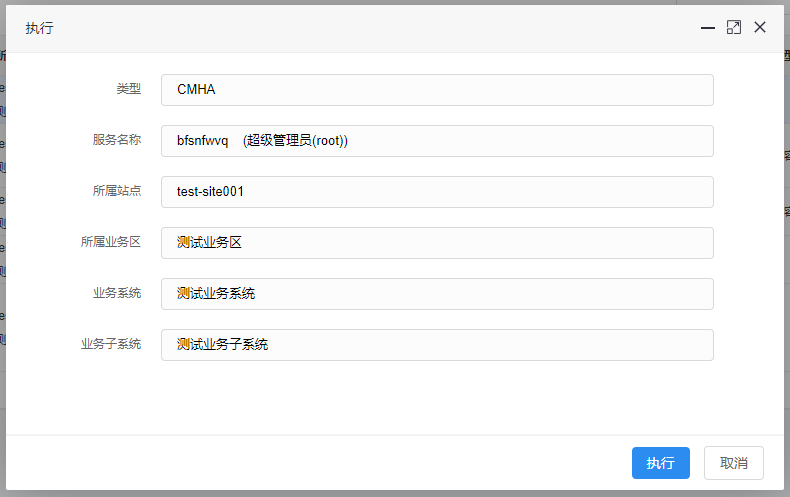 执行
类型 CMHA
服务名称 bfsnfwvq (超级管理员(root))
所属站点 test-site001
所属业务区 测试业务区
业务系统 测试业务系统
业务子系统 测试业务子系统
执行 取消